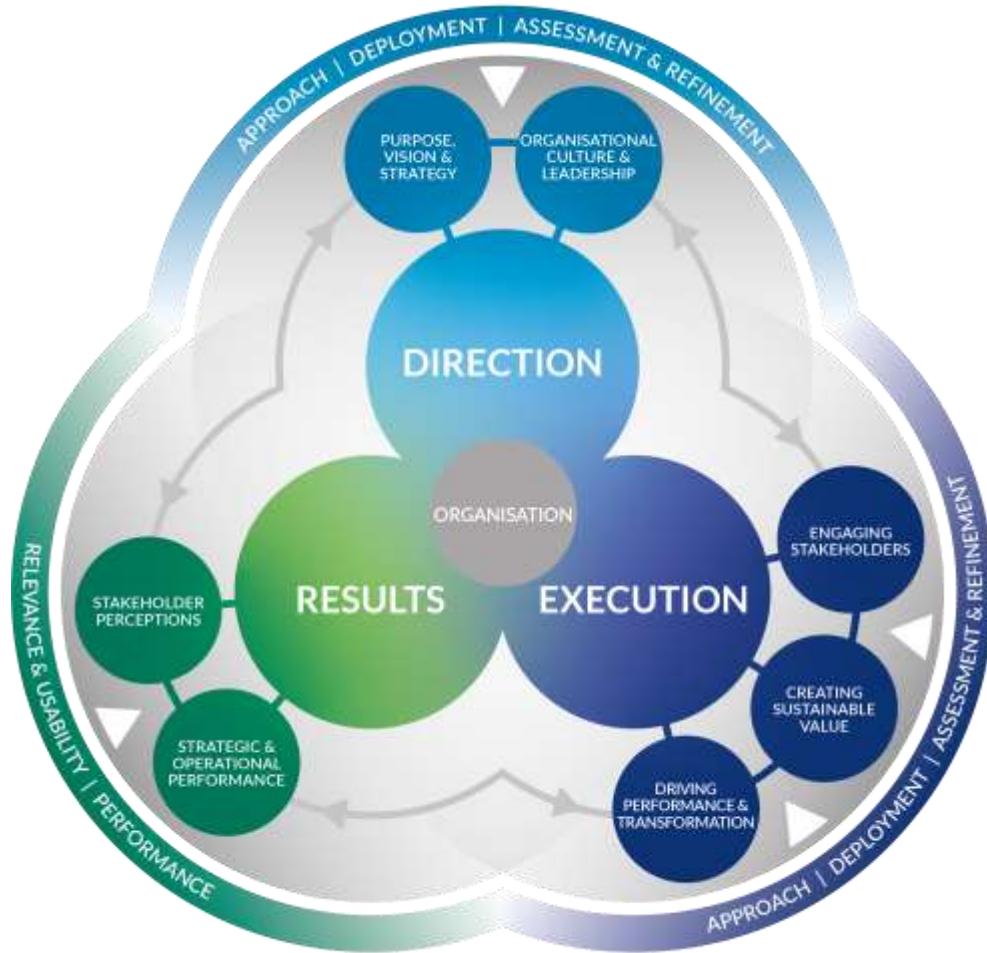 APPROACH | DEPLOYMENT | ASSESSMENT & REFINEMENT
PURPOSE,
VISION &
STRATEGY
ORGANISATIONAL
CULTURE &
LEADERSHIP
DIRECTION
ORGANISATION
RESULTS
EXECUTION
ENGAGING
STAKEHOLDERS
CREATING
SUSTAINABLE
VALUE
DRIVING
PERFORMANCE &
TRANSFORMATION
STAKEHOLDER
PERCEPTIONS
STRATEGIC &
OPERATIONAL
PERFORMANCE
RELEVANCE & USABILITY | PERFORMANCE
APPROACH | DEPLOYMENT | ASSESSMENT & REFINEMENT